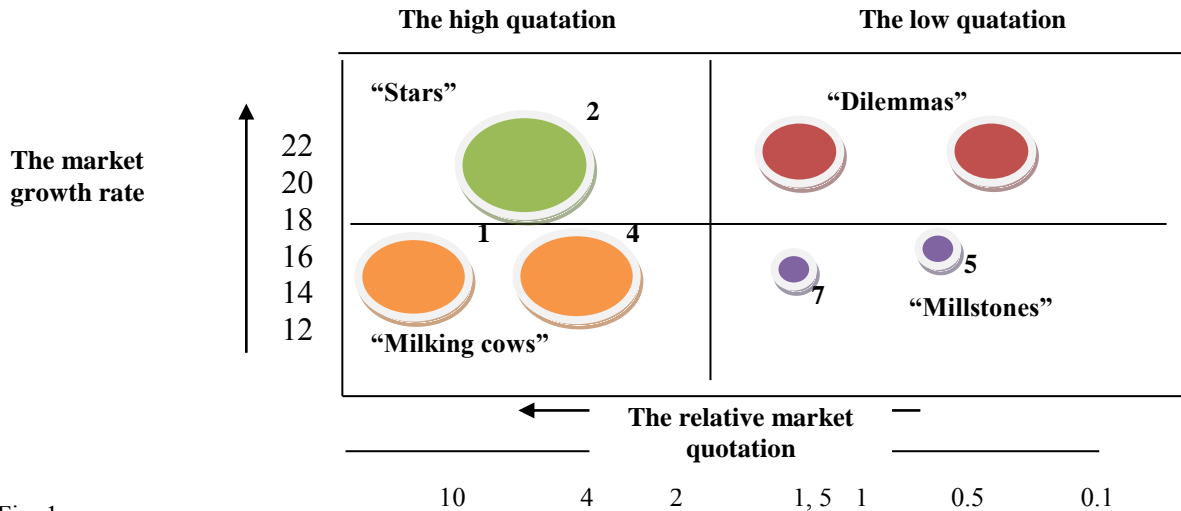 The high quatation
The low quatation
“Stars”
2
“Dilemmas”
The market
growth rate
22
20
18
16
14
12
1
4
7
5
“Millstones”
“Milking cows”
The relative market
quotation
10 4 2 1, 5 1 0.5 0.1